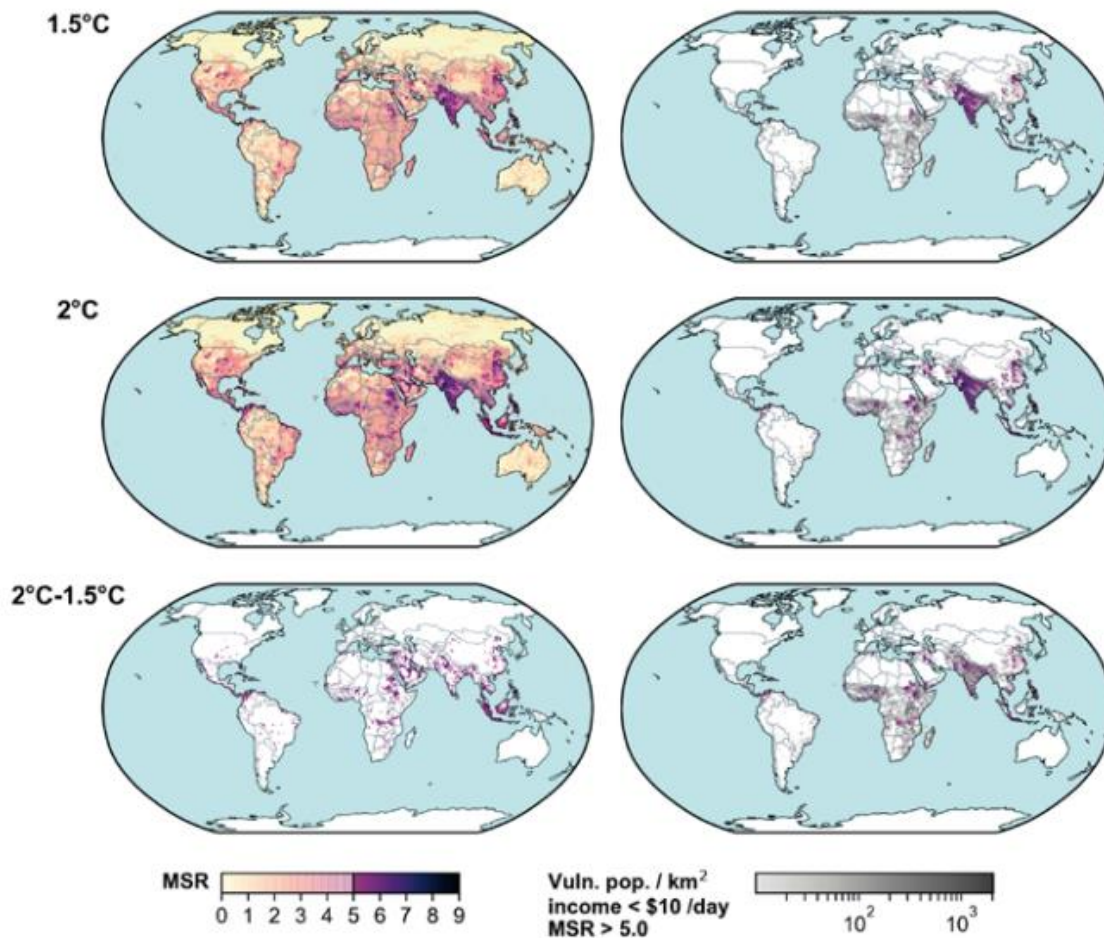 1.5°C
2°C
2°C-1.5°C
MSR
0 1 2 3 4 5 6 7 8 9
Vuln. pop. / km²
income < $10 /day
MSR > 5.0
10² 10³